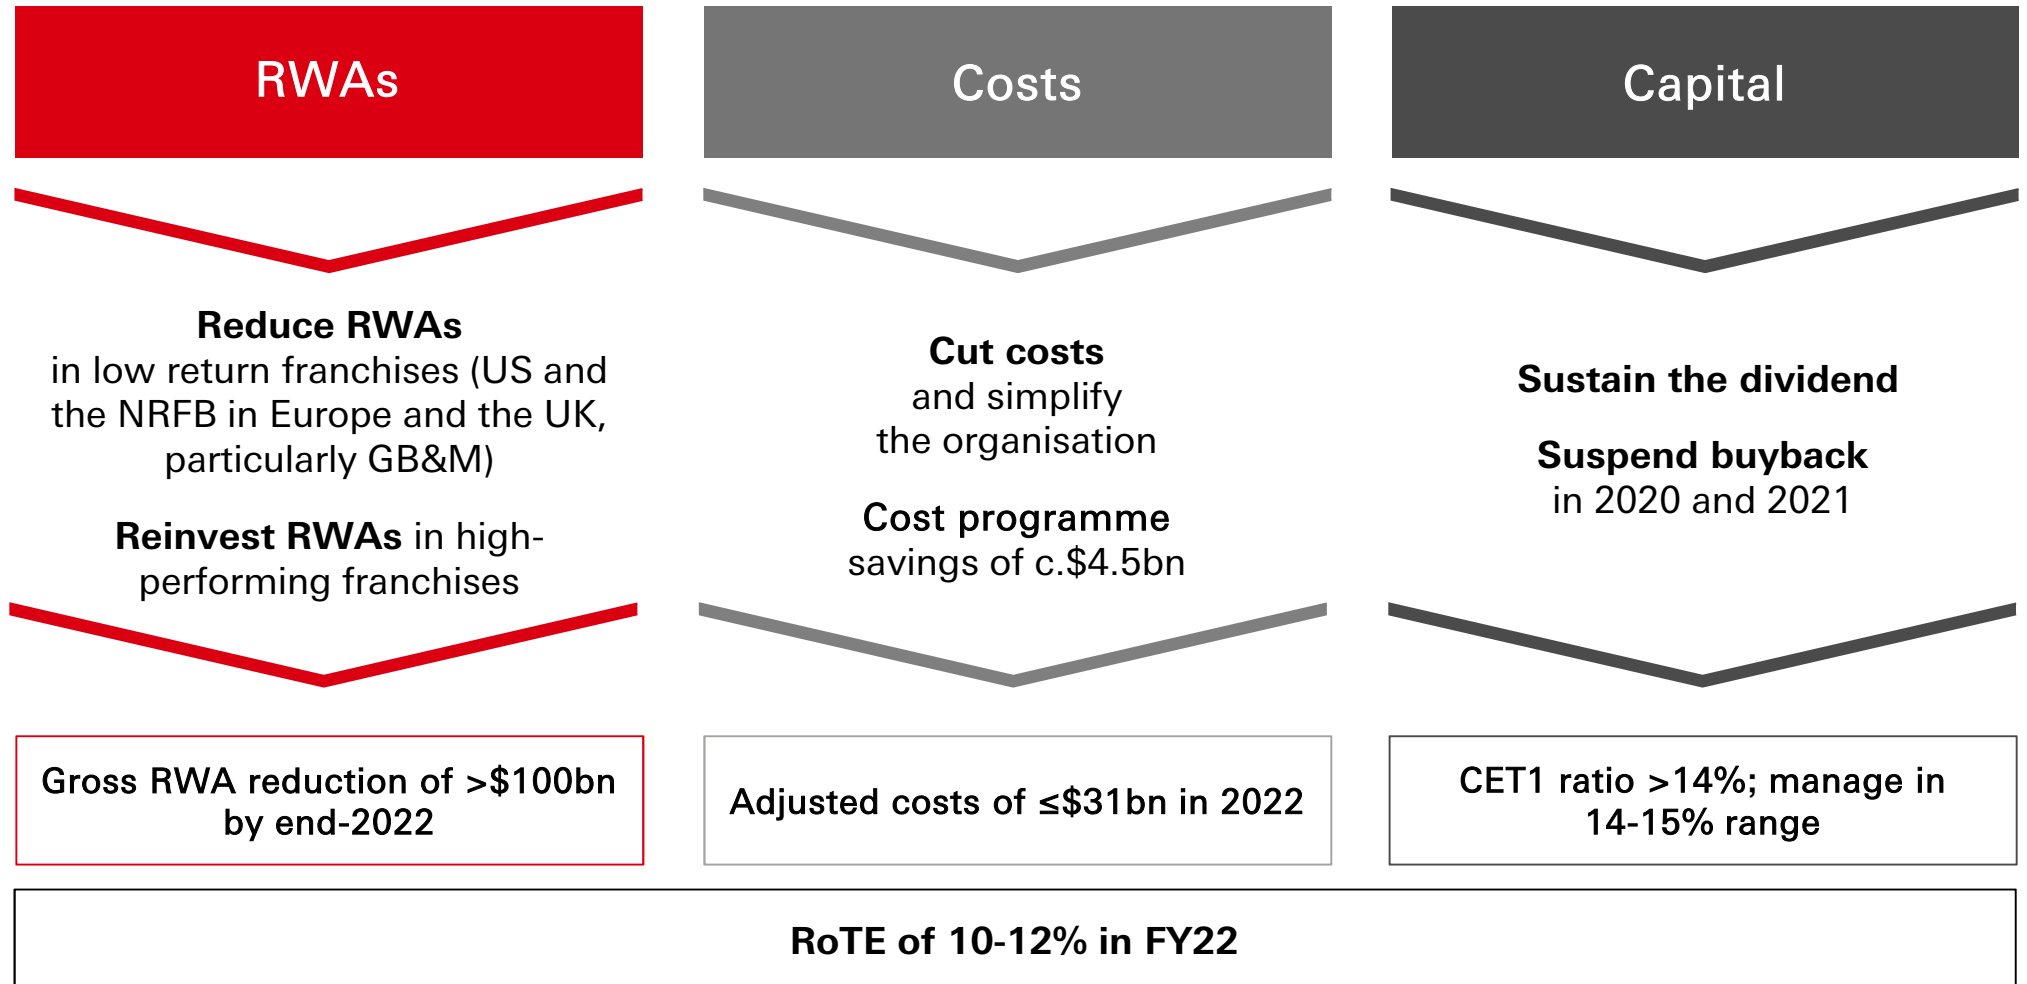 RWAs
Reduce RWAs
in low return franchises (US and
the NRFB in Europe and the UK,
particularly GB&M)
Reinvest RWAs in high-
performing franchises
Gross RWA reduction of >$100bn
by end-2022
Costs
Cut costs
and simplify
the organisation
Cost programme
savings of c.$4.5bn
Adjusted costs of ≤$31bn in 2022
Capital
Sustain the dividend
Suspend buyback
in 2020 and 2021
CET1 ratio >14%; manage in
14-15% range
RoTE of 10-12% in FY22